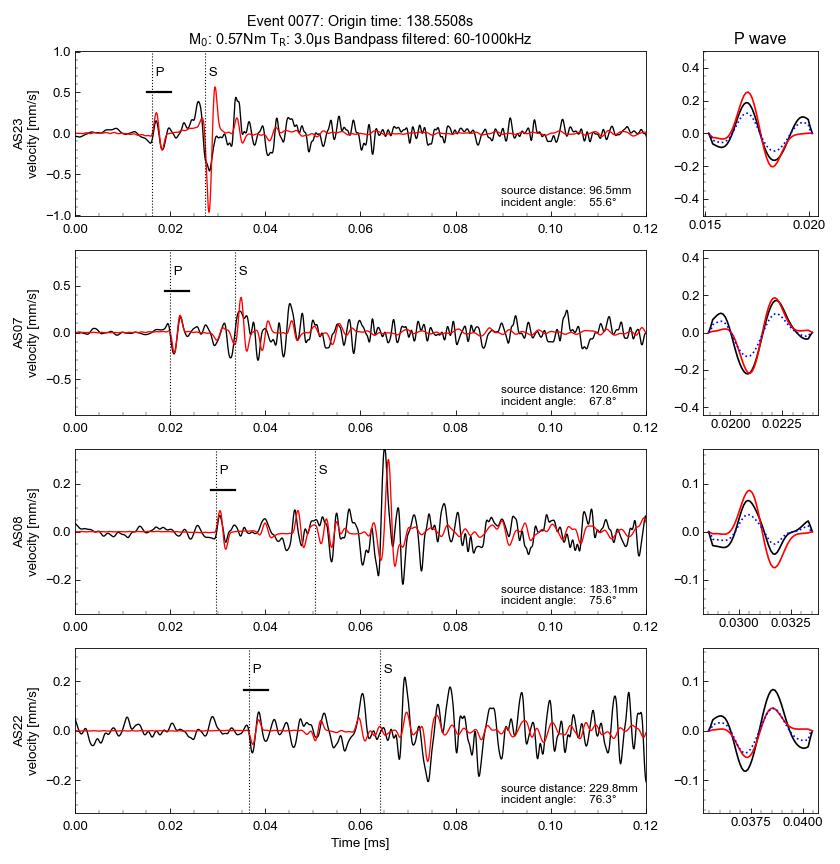 Event 0077: Origin time: 138.5508s
M0: 0.57Nm TR: 3.0μs Bandpass filtered: 60-1000kHz
P wave
AS23
velocity [mm/s]
1.0
0.5
0.0
−0.5
−1.0
P
S
source distance: 96.5mm
incident angle: 55.6°
0.00
0.02
0.04
0.06
0.08
0.10
0.12
0.4
0.2
0.0
−0.2
−0.4
0.015
0.020
AS07
velocity [mm/s]
0.5
0.0
−0.5
P
S
source distance: 120.6mm
incident angle: 67.8°
0.00
0.02
0.04
0.06
0.08
0.10
0.12
0.4
0.2
0.0
−0.2
−0.4
0.0200
0.0225
AS08
velocity [mm/s]
0.2
0.0
−0.2
P
S
source distance: 183.1mm
incident angle: 75.6°
0.00
0.02
0.04
0.06
0.08
0.10
0.12
0.1
0.0
−0.1
0.0300
0.0325
AS22
velocity [mm/s]
0.2
0.0
−0.2
P
S
source distance: 229.8mm
incident angle: 76.3°
0.00
0.02
0.04
0.06
0.08
0.10
0.12
Time [ms]
0.1
0.0
−0.1
0.0375
0.0400